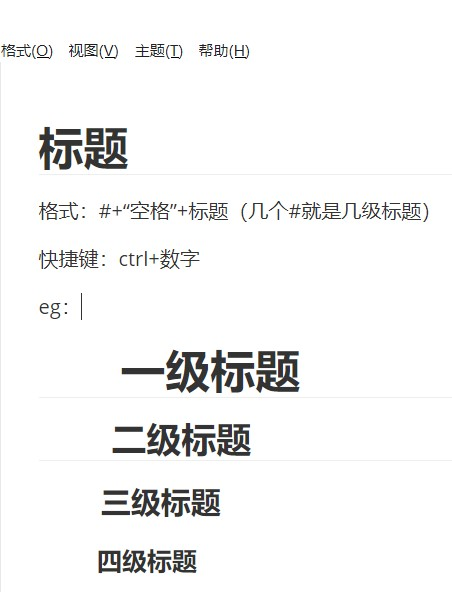 格式(O) 视图(V) 主题(T) 帮助(H)
标题
格式：#+“空格”+标题（几个#就是几级标题）
快捷键：ctrl+数字
eg：
一级标题
二级标题
三级标题
四级标题